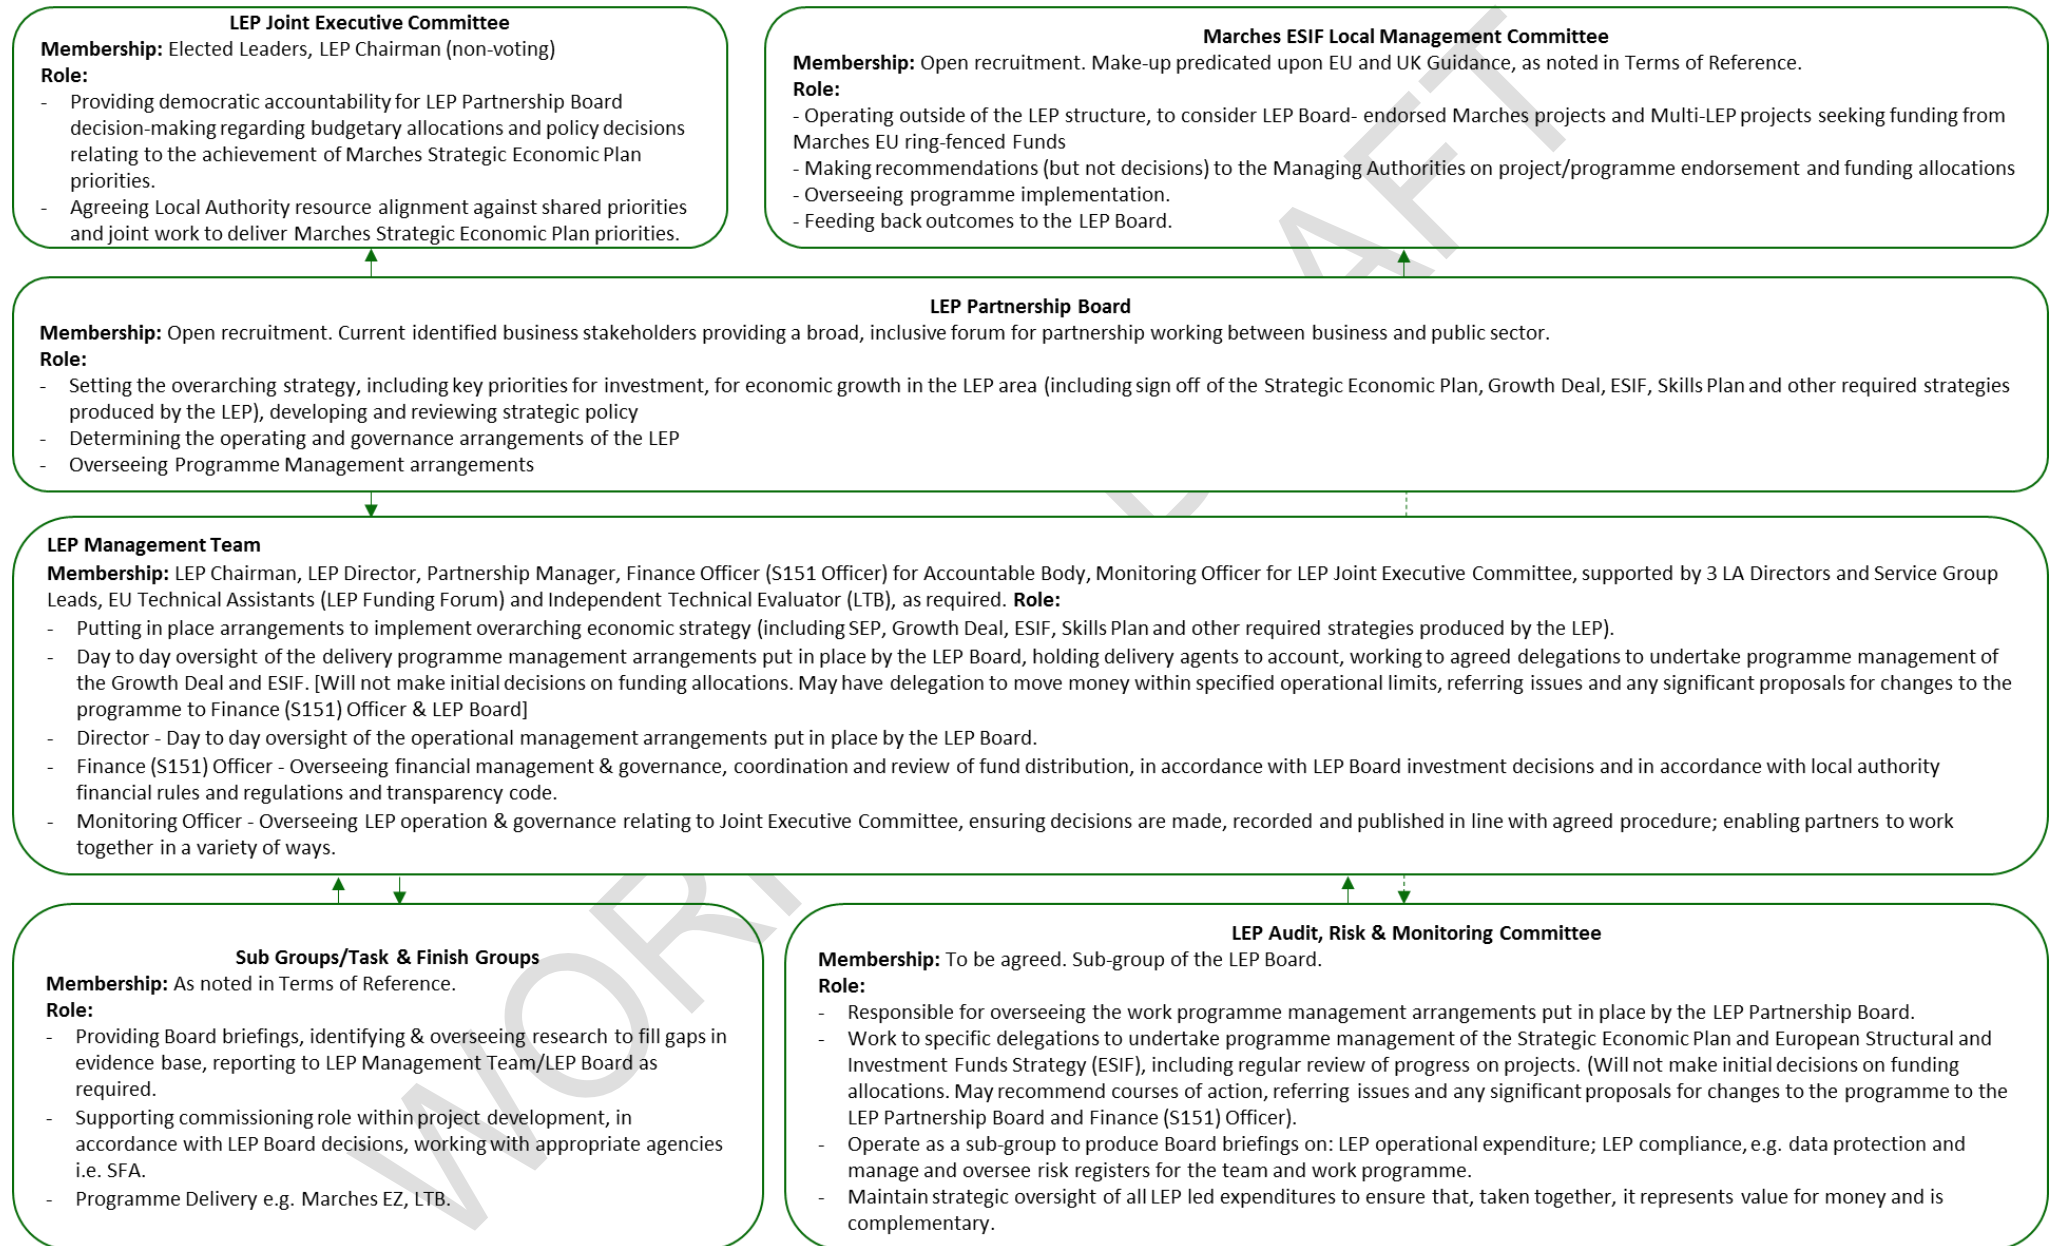 LEP Joint Executive Committee
Membership: Elected Leaders, LEP Chairman (non-voting)
Role:
- Providing democratic accountability for LEP Partnership Board
decision-making regarding budgetary allocations and policy decisions
relating to the achievement of Marches Strategic Economic Plan
priorities.
- Agreeing Local Authority resource alignment against shared priorities
and joint work to deliver Marches Strategic Economic Plan priorities.
Marches ESIF Local Management Committee
Membership: Open recruitment. Make-up predicated upon EU and UK Guidance, as noted in Terms of Reference.
Role:
- Operating outside of the LEP structure, to consider LEP Board- endorsed Marches projects and Multi-LEP projects seeking funding from
Marches EU ring-fenced Funds
- Making recommendations (but not decisions) to the Managing Authorities on project/programme endorsement and funding allocations
- Overseeing programme implementation.
- Feeding back outcomes to the LEP Board.
LEP Partnership Board
Membership: Open recruitment. Current identified business stakeholders providing a broad, inclusive forum for partnership working between business and public sector.
Role:
- Setting the overarching strategy, including key priorities for investment, for economic growth in the LEP area (including sign off of the Strategic Economic Plan, Growth Deal, ESIF, Skills Plan and other required strategies
produced by the LEP), developing and reviewing strategic policy
- Determining the operating and governance arrangements of the LEP
- Overseeing Programme Management arrangements
LEP Management Team
Membership: LEP Chairman, LEP Director, Partnership Manager, Finance Officer (S151 Officer) for Accountable Body, Monitoring Officer for LEP Joint Executive Committee, supported by 3 LA Directors and Service Group
Leads, EU Technical Assistants (LEP Funding Forum) and Independent Technical Evaluator (LTB), as required. Role:
- Putting in place arrangements to implement overarching economic strategy (including SEP, Growth Deal, ESIF, Skills Plan and other required strategies produced by the LEP).
- Day to day oversight of the delivery programme management arrangements put in place by the LEP Board, holding delivery agents to account, working to agreed delegations to undertake programme management of
the Growth Deal and ESIF. [Will not make initial decisions on funding allocations. May have delegation to move money within specified operational limits, referring issues and any significant proposals for changes to the
programme to Finance (S151) Officer & LEP Board]
- Director - Day to day oversight of the operational management arrangements put in place by the LEP Board.
- Finance (S151) Officer - Overseeing financial management & governance, coordination and review of fund distribution, in accordance with LEP Board investment decisions and in accordance with local authority
financial rules and regulations and transparency code.
- Monitoring Officer - Overseeing LEP operation & governance relating to Joint Executive Committee, ensuring decisions are made, recorded and published in line with agreed procedure; enabling partners to work
together in a variety of ways.
Sub Groups/Task & Finish Groups
Membership: As noted in Terms of Reference.
Role:
- Providing Board briefings, identifying & overseeing research to fill gaps in
evidence base, reporting to LEP Management Team/LEP Board as
required.
- Supporting commissioning role within project development, in
accordance with LEP Board decisions, working with appropriate agencies
i.e. SFA.
- Programme Delivery e.g. Marches EZ, LTB.
LEP Audit, Risk & Monitoring Committee
Membership: To be agreed. Sub-group of the LEP Board.
Role:
- Responsible for overseeing the work programme management arrangements put in place by the LEP Partnership Board.
- Work to specific delegations to undertake programme management of the Strategic Economic Plan and European Structural and
Investment Funds Strategy (ESIF), including regular review of progress on projects. (Will not make initial decisions on funding
allocations. May recommend courses of action, referring issues and any significant proposals for changes to the programme to the
LEP Partnership Board and Finance (S151) Officer).
- Operate as a sub-group to produce Board briefings on: LEP operational expenditure; LEP compliance, e.g. data protection and
manage and oversee risk registers for the team and work programme.
- Maintain strategic oversight of all LEP led expenditures to ensure that, taken together, it represents value for money and is
complementary.